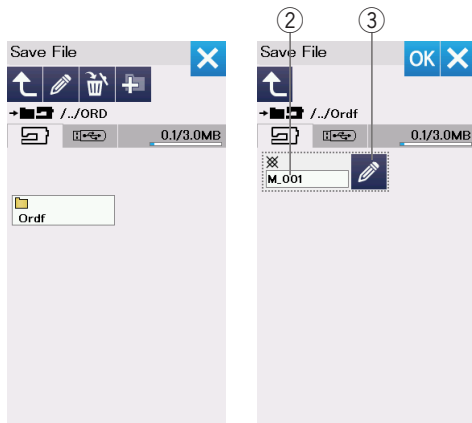 ② ③
Save File
→ /../ORD
0.1/3.0MB
Ordf
Save File OK
→ /../Ordf
0.1/3.0MB
M_001